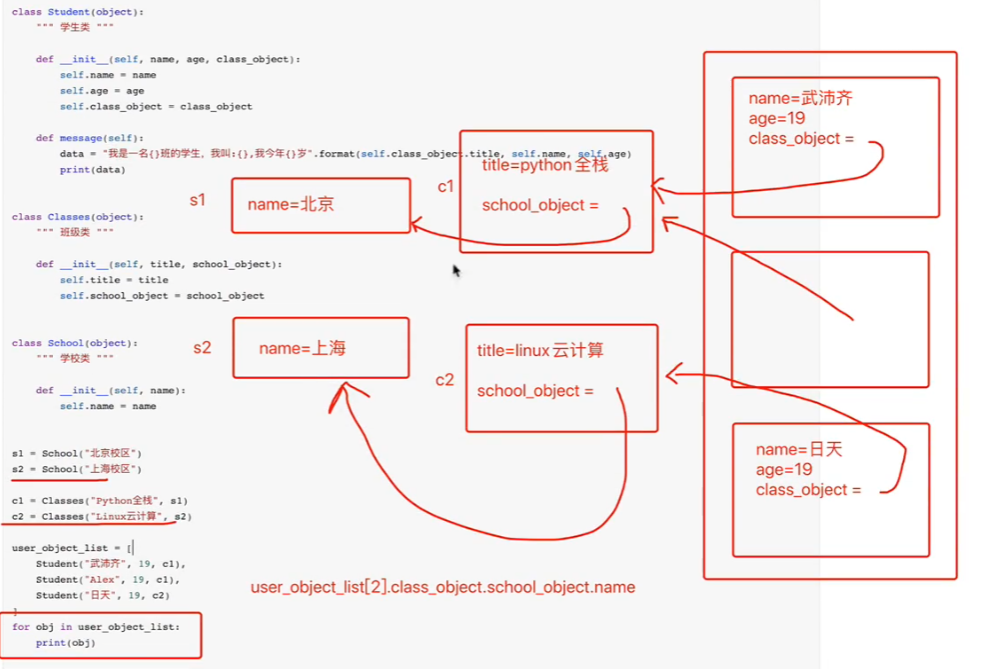 class Student(object):
    """ 学生类 """
    def __init__(self, name, age, class_object):
        self.name = name
        self.age = age
        self.class_object = class_object
    def message(self):
        data = "我是一名{}班的学生，我叫:{},我今年{}岁".format(self.class_object.title, self.name, self.age)
        print(data)
class Classes(object):
    """ 班级类 """
    def __init__(self, title, school_object):
        self.title = title
        self.school_object = school_object
class School(object):
    """ 学校类 """
    def __init__(self, name):
        self.name = name
s1 = School("北京校区")
s2 = School("上海校区")
c1 = Classes("Python全栈", s1)
c2 = Classes("Linux云计算", s2)
user_object_list = [
    Student("武沛齐", 19, c1),
    Student("Alex", 19, c1),
    Student("日天", 19, c2)
]
for obj in user_object_list:
    print(obj)
s1
name=北京
s2
name=上海
c1
title=python 全栈
school_object =
c2
title=linux 云计算
school_object =
name=武沛齐
age=19
class_object =
name=日天
age=19
class_object =
user_object_list[2].class_object.school_object.name